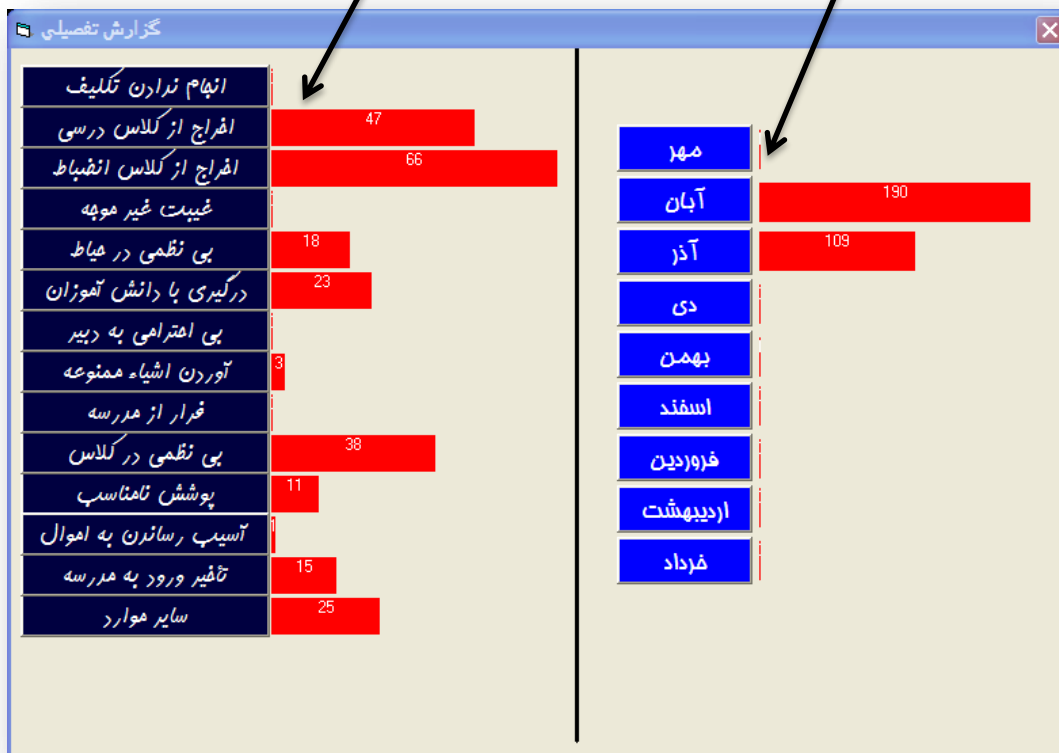 گزارش تفصیلی
انجام ندادن تکلیف
اخراج از کلاس درسی
47
اخراج از کلاس انضباط
66
غیبت غیر موجه
بی نظمی در حیاط
18
درگیری با دانش آموزان
23
بی احترامی به دبیر
آوردن اشیاء ممنوعه
3
فرار از مدرسه
بی نظمی در کلاس
38
پوشش نامناسب
11
آسیب رساندن به اموال
1
تأخیر ورود به مدرسه
15
سایر موارد
25
مهر
آبان
190
آذر
109
دی
بهمن
اسفند
فروردین
اردیبهشت
خرداد